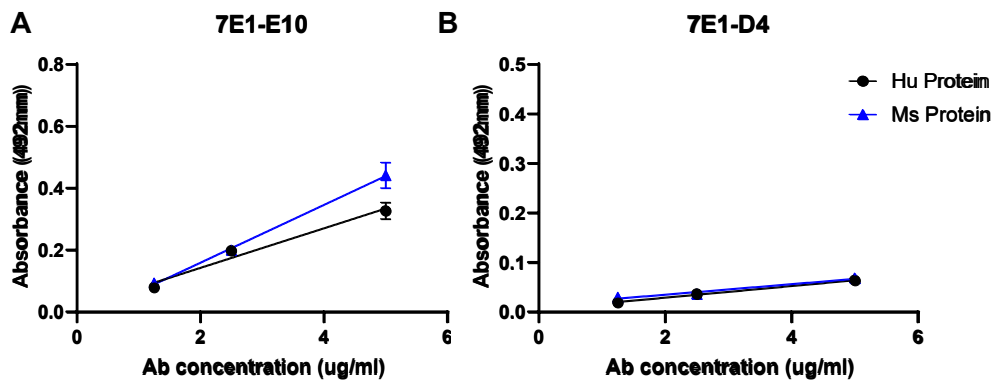 A
7E1-E10
0.8
0.6
0.4
0.2
0.0
0
2
4
6
Absorbance (492nm)
Ab concentration (ug/ml)
B
7E1-D4
0.5
0.4
0.3
0.2
0.1
0.0
0
2
4
6
Absorbance (492nm)
Ab concentration (ug/ml)
Hu Protein
Ms Protein